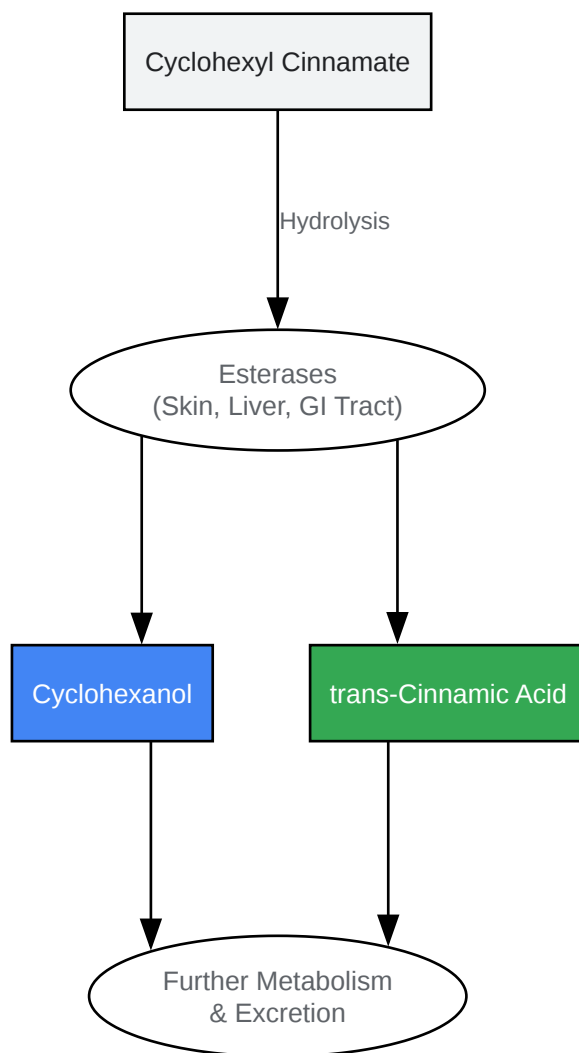 Cyclohexyl Cinnamate
Hydrolysis
Esterases
(Skin, Liver, GI Tract)
Cyclohexanol
trans-Cinnamic Acid
Further Metabolism
& Excretion